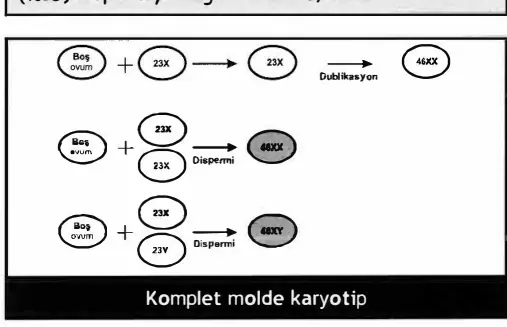 Boş
ovum
+
23X
23X
Dublikasyon
46XX
Boş
ovum
+
23X
23X
Dispermi
46XX
Boş
ovum
+
23X
23Y
Dispermi
46XY
Komplet molde karyotip